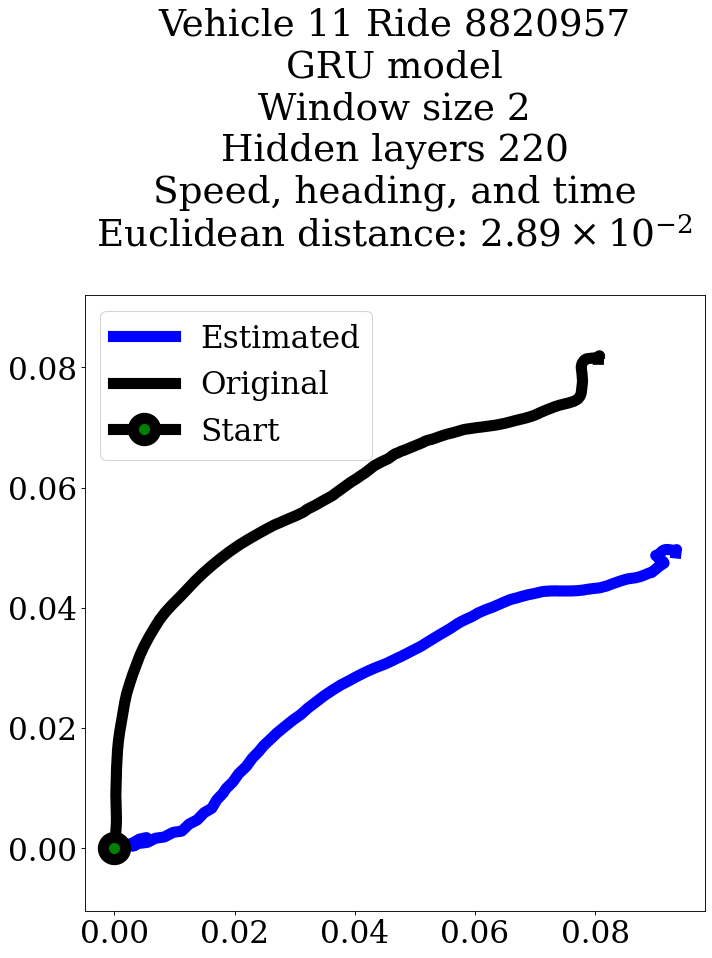 Vehicle 11 Ride 8820957
GRU model
Window size 2
Hidden layers 220
Speed, heading, and time
Euclidean distance: 2.89 × 10⁻²
Estimated
Original
Start
0.08
0.06
0.04
0.02
0.00
0.00 0.02 0.04 0.06 0.08